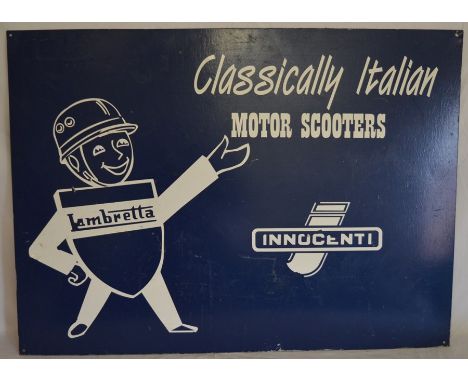 Classically Italian
MOTOR SCOOTERS
Lambretta
INNOCENTI